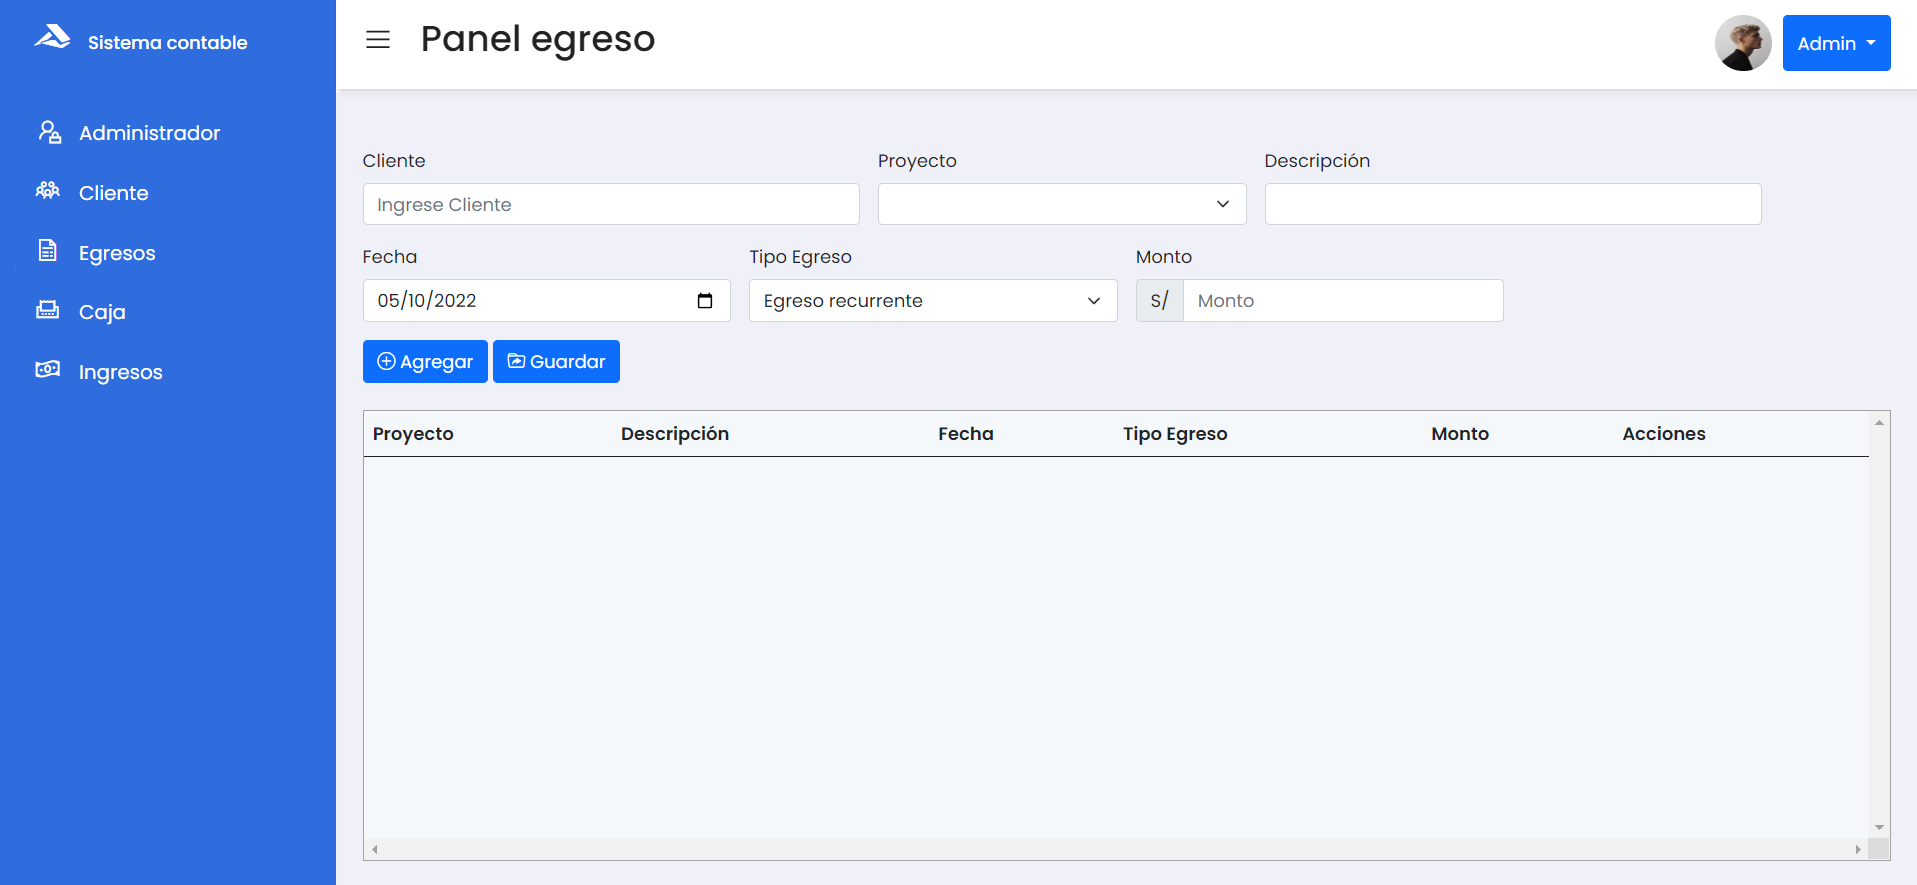 Sistema contable
Panel egreso
Admin
Administrador
Cliente
Egresos
Caja
Ingresos
Cliente Proyecto Descripción
Ingrese Cliente
Fecha Tipo Egreso Monto
05/10/2022 Egreso recurrente S/ Monto
Agregar Guardar
Proyecto Descripción Fecha Tipo Egreso Monto Acciones